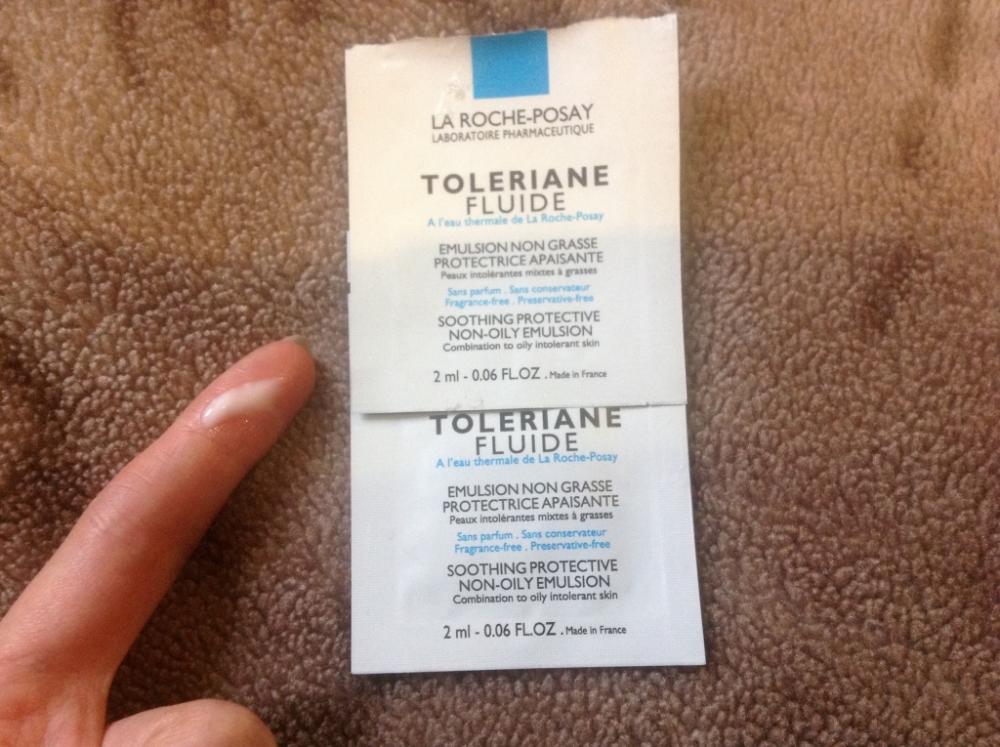 LA ROCHE-POSAY
LABORATOIRE PHARMACEUTIQUE
TOLERIANE
FLUIDE
A l'eau thermale de La Roche-Posay
EMULSION NON GRASSE
PROTECTRICE APAISANTE
Peaux intolérantes mixtes à grasses
Sans parfum . Sans conservateur
Fragrance-free . Preservative-free
SOOTHING PROTECTIVE
NON-OILY EMULSION
Combination to oily intolerant skin
2 ml - 0.06 FL.OZ . Made in France
TOLERIANE
FLUIDE
A l'eau thermale de La Roche-Posay
EMULSION NON GRASSE
PROTECTRICE APAISANTE
Peaux intolérantes mixtes à grasses
Sans parfum . Sans conservateur
Fragrance-free . Preservative-free
SOOTHING PROTECTIVE
NON-OILY EMULSION
Combination to oily intolerant skin
2 ml - 0.06 FL.OZ . Made in France